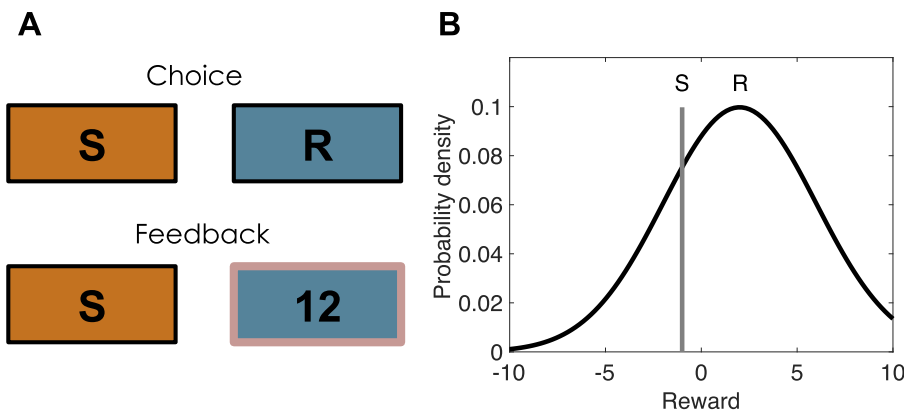 A
Choice
S R
Feedback
S 12
B
S R
Probability density
0.1
0.08
0.06
0.04
0.02
0
-10 -5 0 5 10
Reward